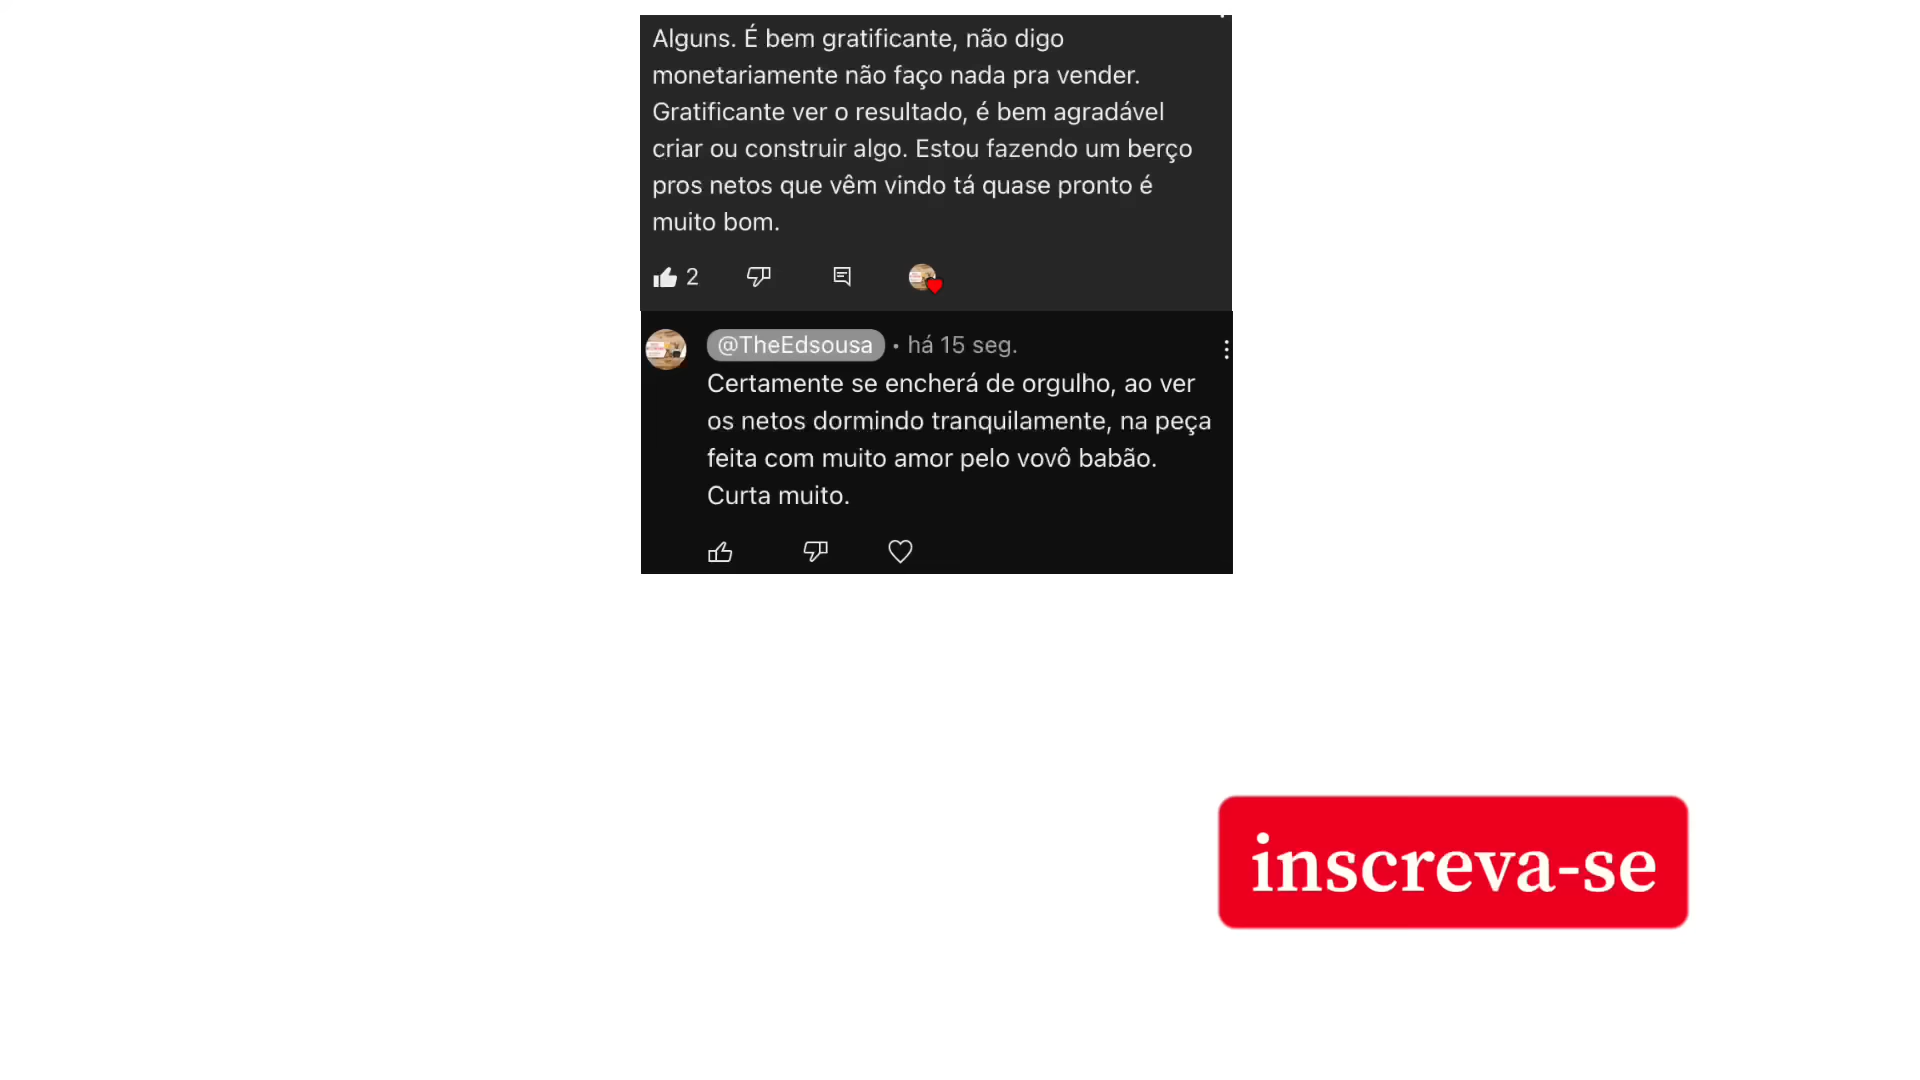 Alguns. É bem gratificante, não digo
monetariamente não faço nada pra vender.
Gratificante ver o resultado, é bem agradável
criar ou construir algo. Estou fazendo um berço
pros netos que vêm vindo tá quase pronto é
muito bom.
2
@TheEdsousa • há 15 seg.
Certamente se encherá de orgulho, ao ver
os netos dormindo tranquilamente, na peça
feita com muito amor pelo vovô babão.
Curta muito.
inscreva-se